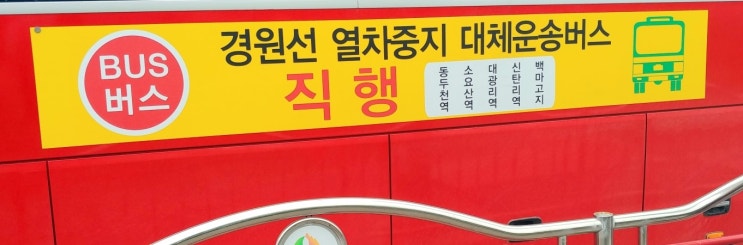 BUS
버스
경원선 열차중지 대체운송버스
직행
동두천역
소요산역
대광리역
신탄리역
백마고지